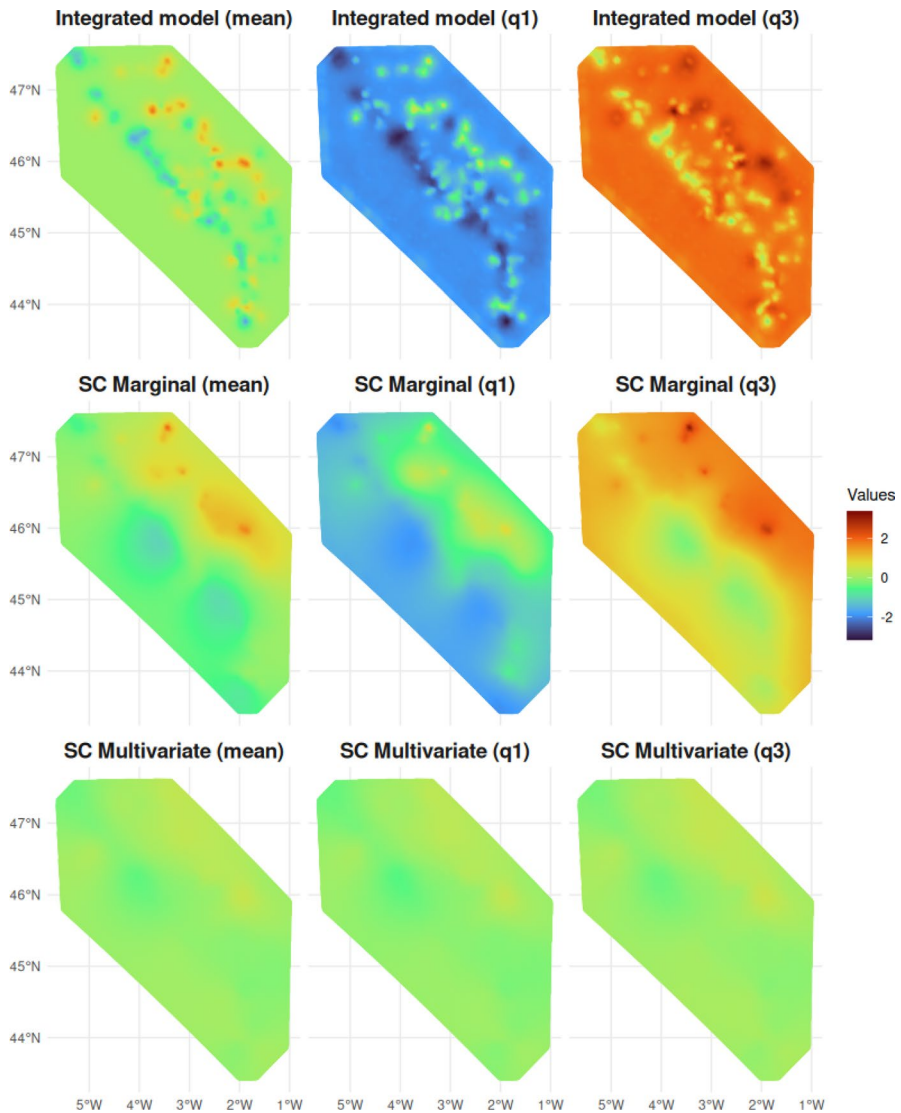 Integrated model (mean) Integrated model (q1) Integrated model (q3)
47°N
46°N
45°N
44°N
SC Marginal (mean) SC Marginal (q1) SC Marginal (q3)
47°N
46°N
45°N
44°N
Values
2
0
-2
SC Multivariate (mean) SC Multivariate (q1) SC Multivariate (q3)
47°N
46°N
45°N
44°N
5°W 4°W 3°W 2°W 1°W 5°W 4°W 3°W 2°W 1°W 5°W 4°W 3°W 2°W 1°W